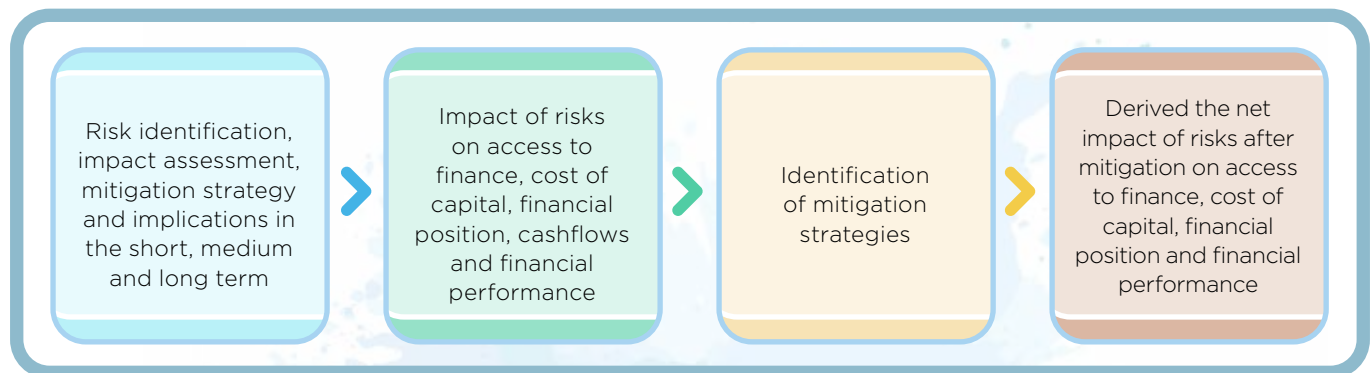 Risk identification,
impact assessment,
mitigation strategy
and implications in
the short, medium
and long term
Impact of risks
on access to
finance, cost of
capital, financial
position, cashflows
and financial
performance
Identification
of mitigation
strategies
Derived the net
impact of risks after
mitigation on access
to finance, cost of
capital, financial
position and financial
performance